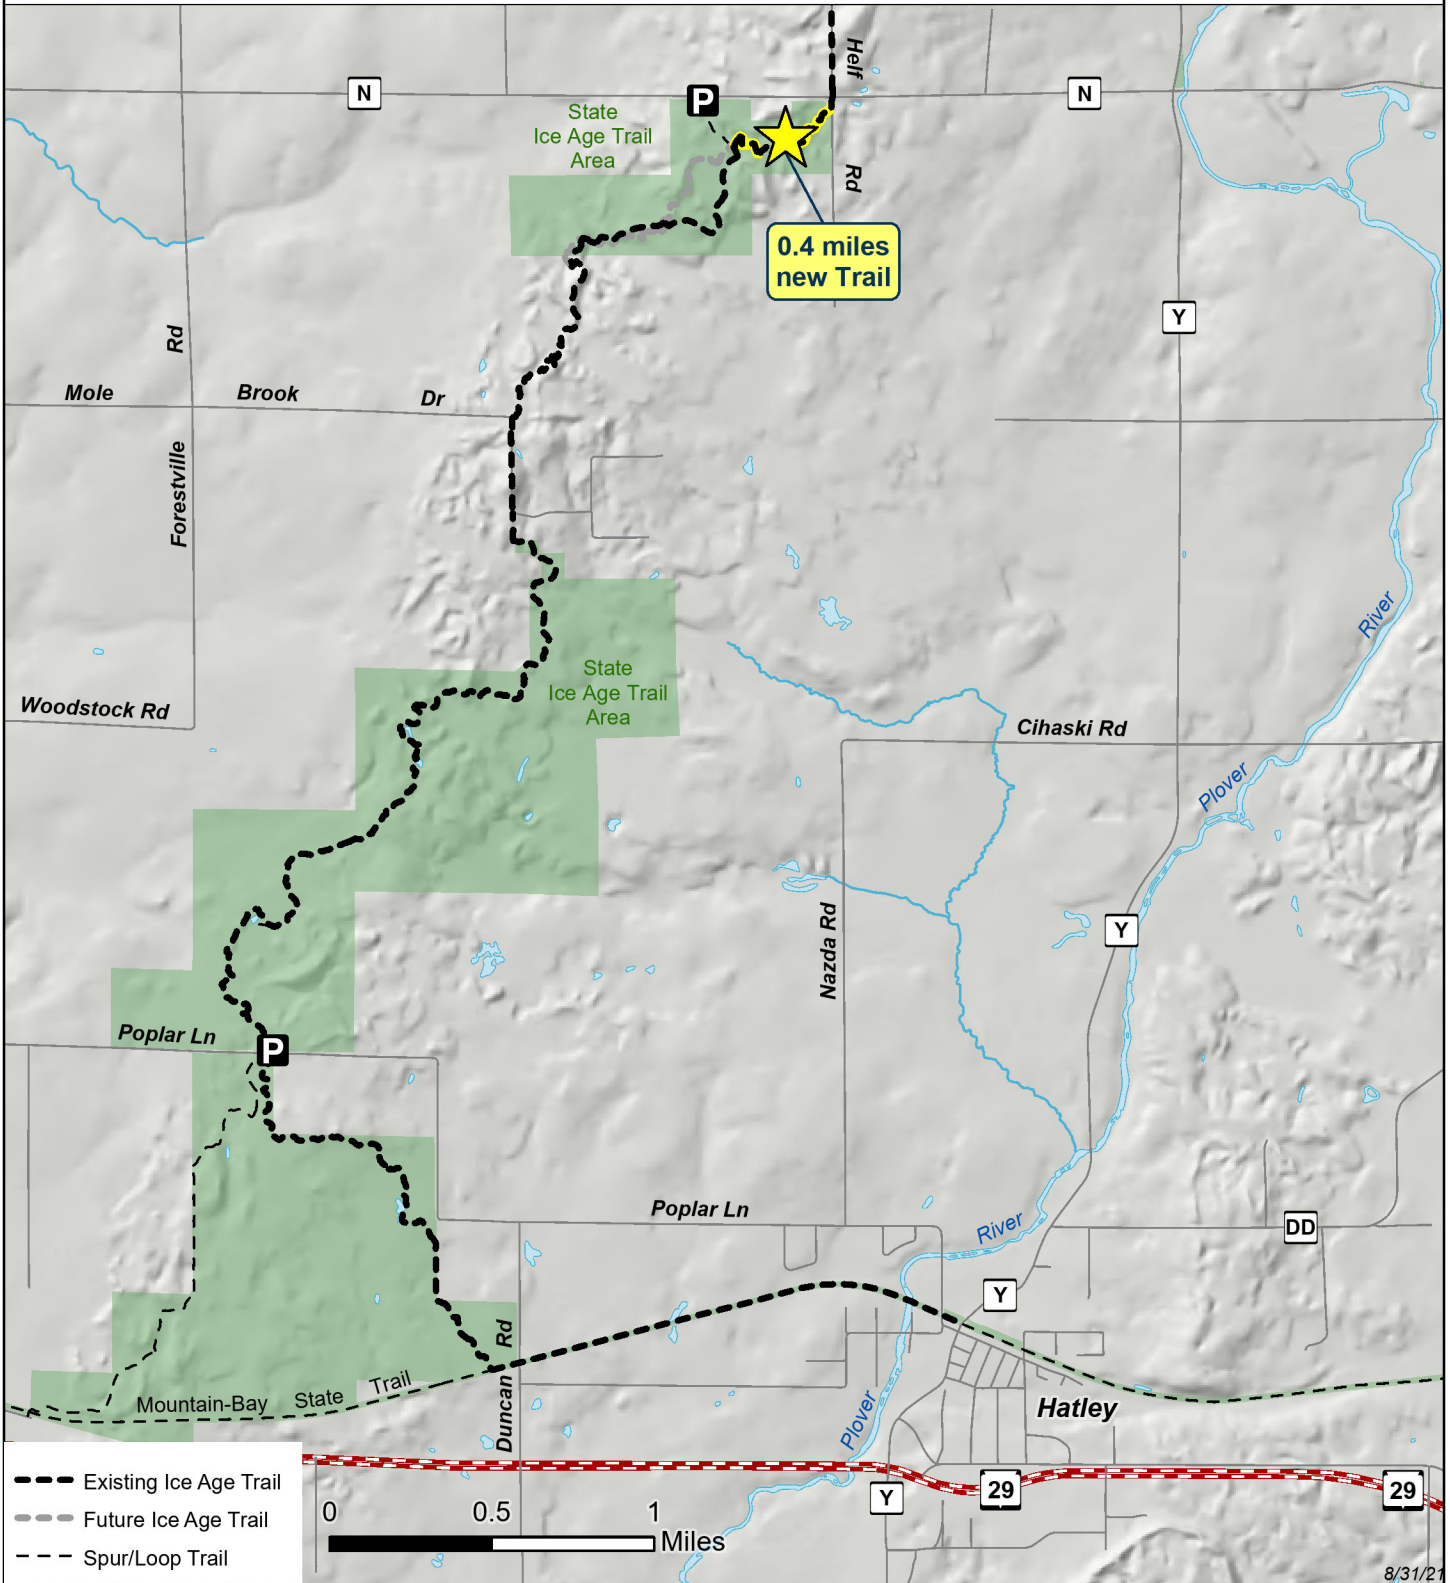 Helf
N
N
P
State
Ice Age Trail
Area
Rd
0.4 miles
new Trail
Y
Rd
Mole Brook Dr
Forestville
River
State
Ice Age Trail
Area
Woodstock Rd
Cihaski Rd
Plover
Nazda Rd
Y
Poplar Ln
P
Poplar Ln
River
DD
Y
Rd
Mountain-Bay State Trail
Duncan
Plover
Hatley
Existing Ice Age Trail
Future Ice Age Trail
Spur/Loop Trail
0 0.5 1
Miles
Y
29
29
8/31/21